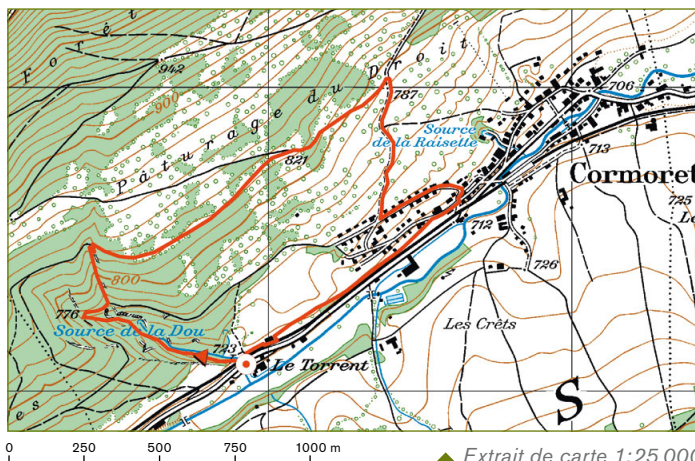 Forêt
942
900
Pâturage du Droit
787
706
Source
de la Raiselle
713
821
Cormoret
725
712
726
800
776
Source de la Dou
Les Crêts
723
Le Torrent
es
S
0 250 500 750 1000 m
Extrait de carte 1:25 000